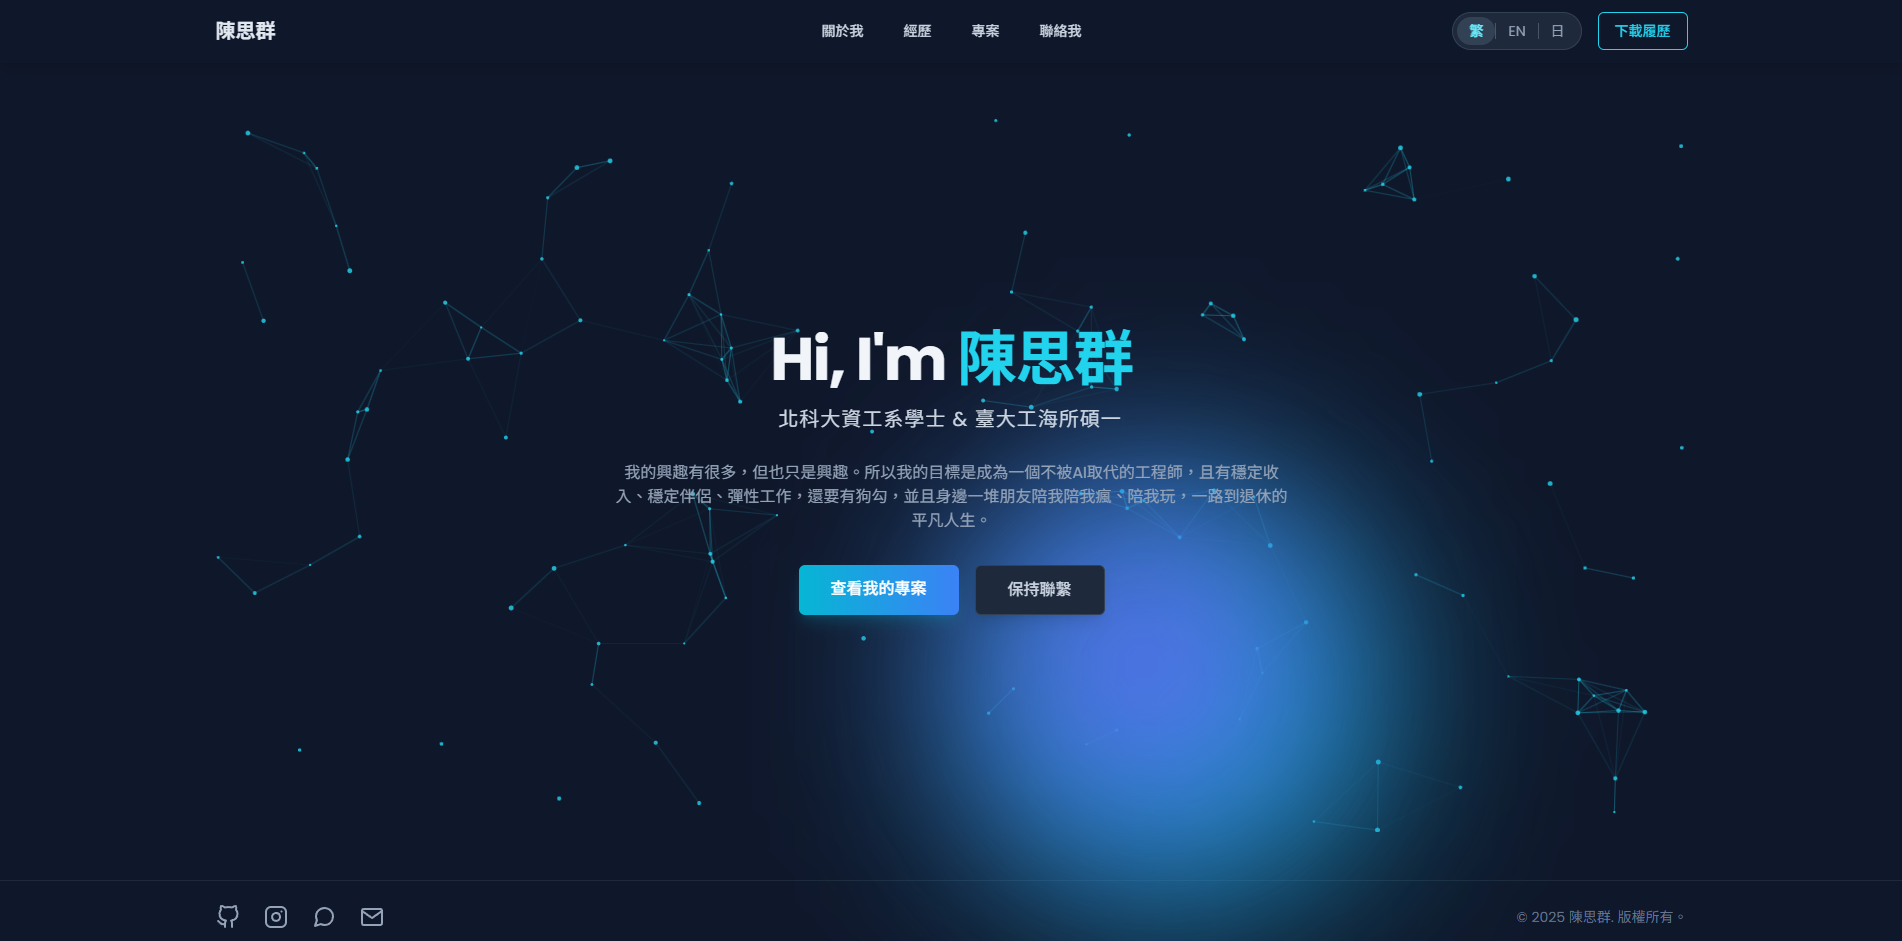 陳思群
關於我
經歷
專案
聯絡我
繁
EN
日
下載履歷
Hi, I'm 陳思群
北科大資工系學士 & 臺大工海所碩一
我的興趣有很多，但也只是興趣。所以我的目標是成為一個不被AI取代的工程師，且有穩定收
入、穩定伴侶、彈性工作，還要有狗勾，並且身邊一堆朋友陪我陪我瘋、陪我玩，一路到退休的
平凡人生。
查看我的專案
保持聯繫
© 2025 陳思群. 版權所有。